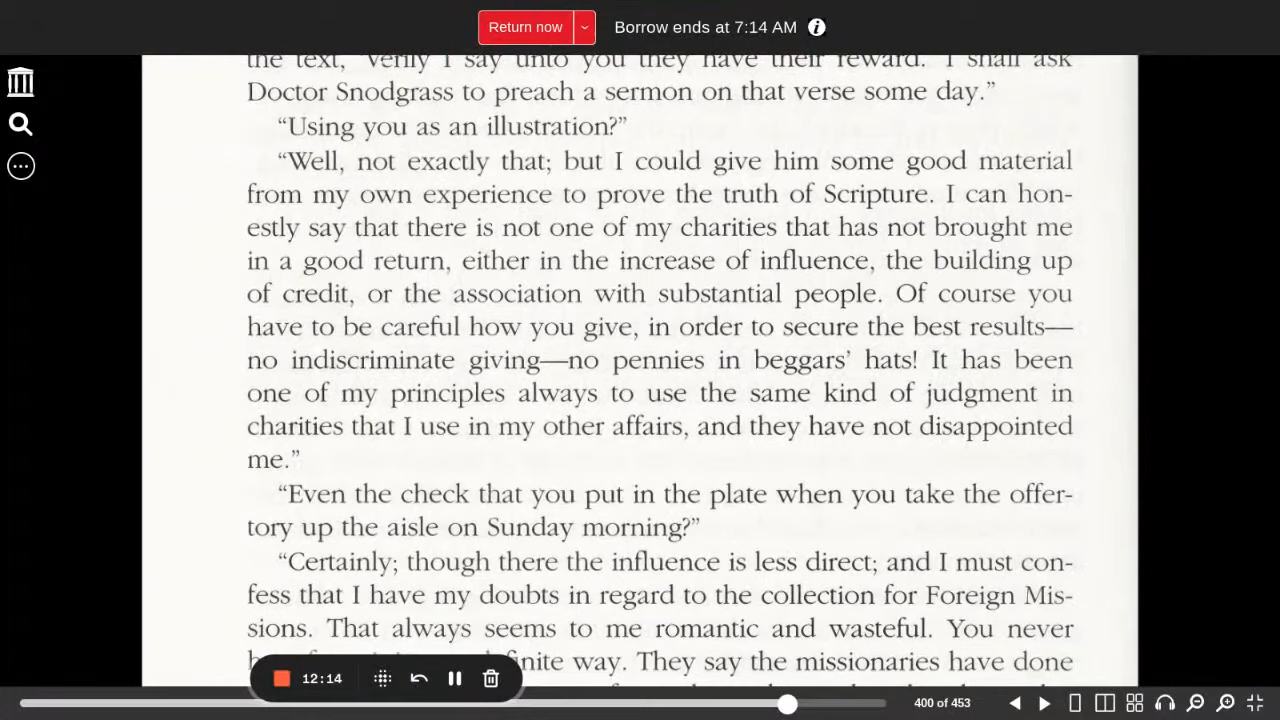 Return now
Borrow ends at 7:14 AM
the text, 'Verily I say unto you they have their reward.' I shall ask
Doctor Snodgrass to preach a sermon on that verse some day.”
“Using you as an illustration?”
“Well, not exactly that; but I could give him some good material
from my own experience to prove the truth of Scripture. I can hon-
estly say that there is not one of my charities that has not brought me
in a good return, either in the increase of influence, the building up
of credit, or the association with substantial people. Of course you
have to be careful how you give, in order to secure the best results—
no indiscriminate giving—no pennies in beggars’ hats! It has been
one of my principles always to use the same kind of judgment in
charities that I use in my other affairs, and they have not disappointed
me.”
“Even the check that you put in the plate when you take the offer-
tory up the aisle on Sunday morning?”
“Certainly; though there the influence is less direct; and I must con-
fess that I have my doubts in regard to the collection for Foreign Mis-
sions. That always seems to me romantic and wasteful. You never
finite way. They say the missionaries have done
12:14
400 of 453